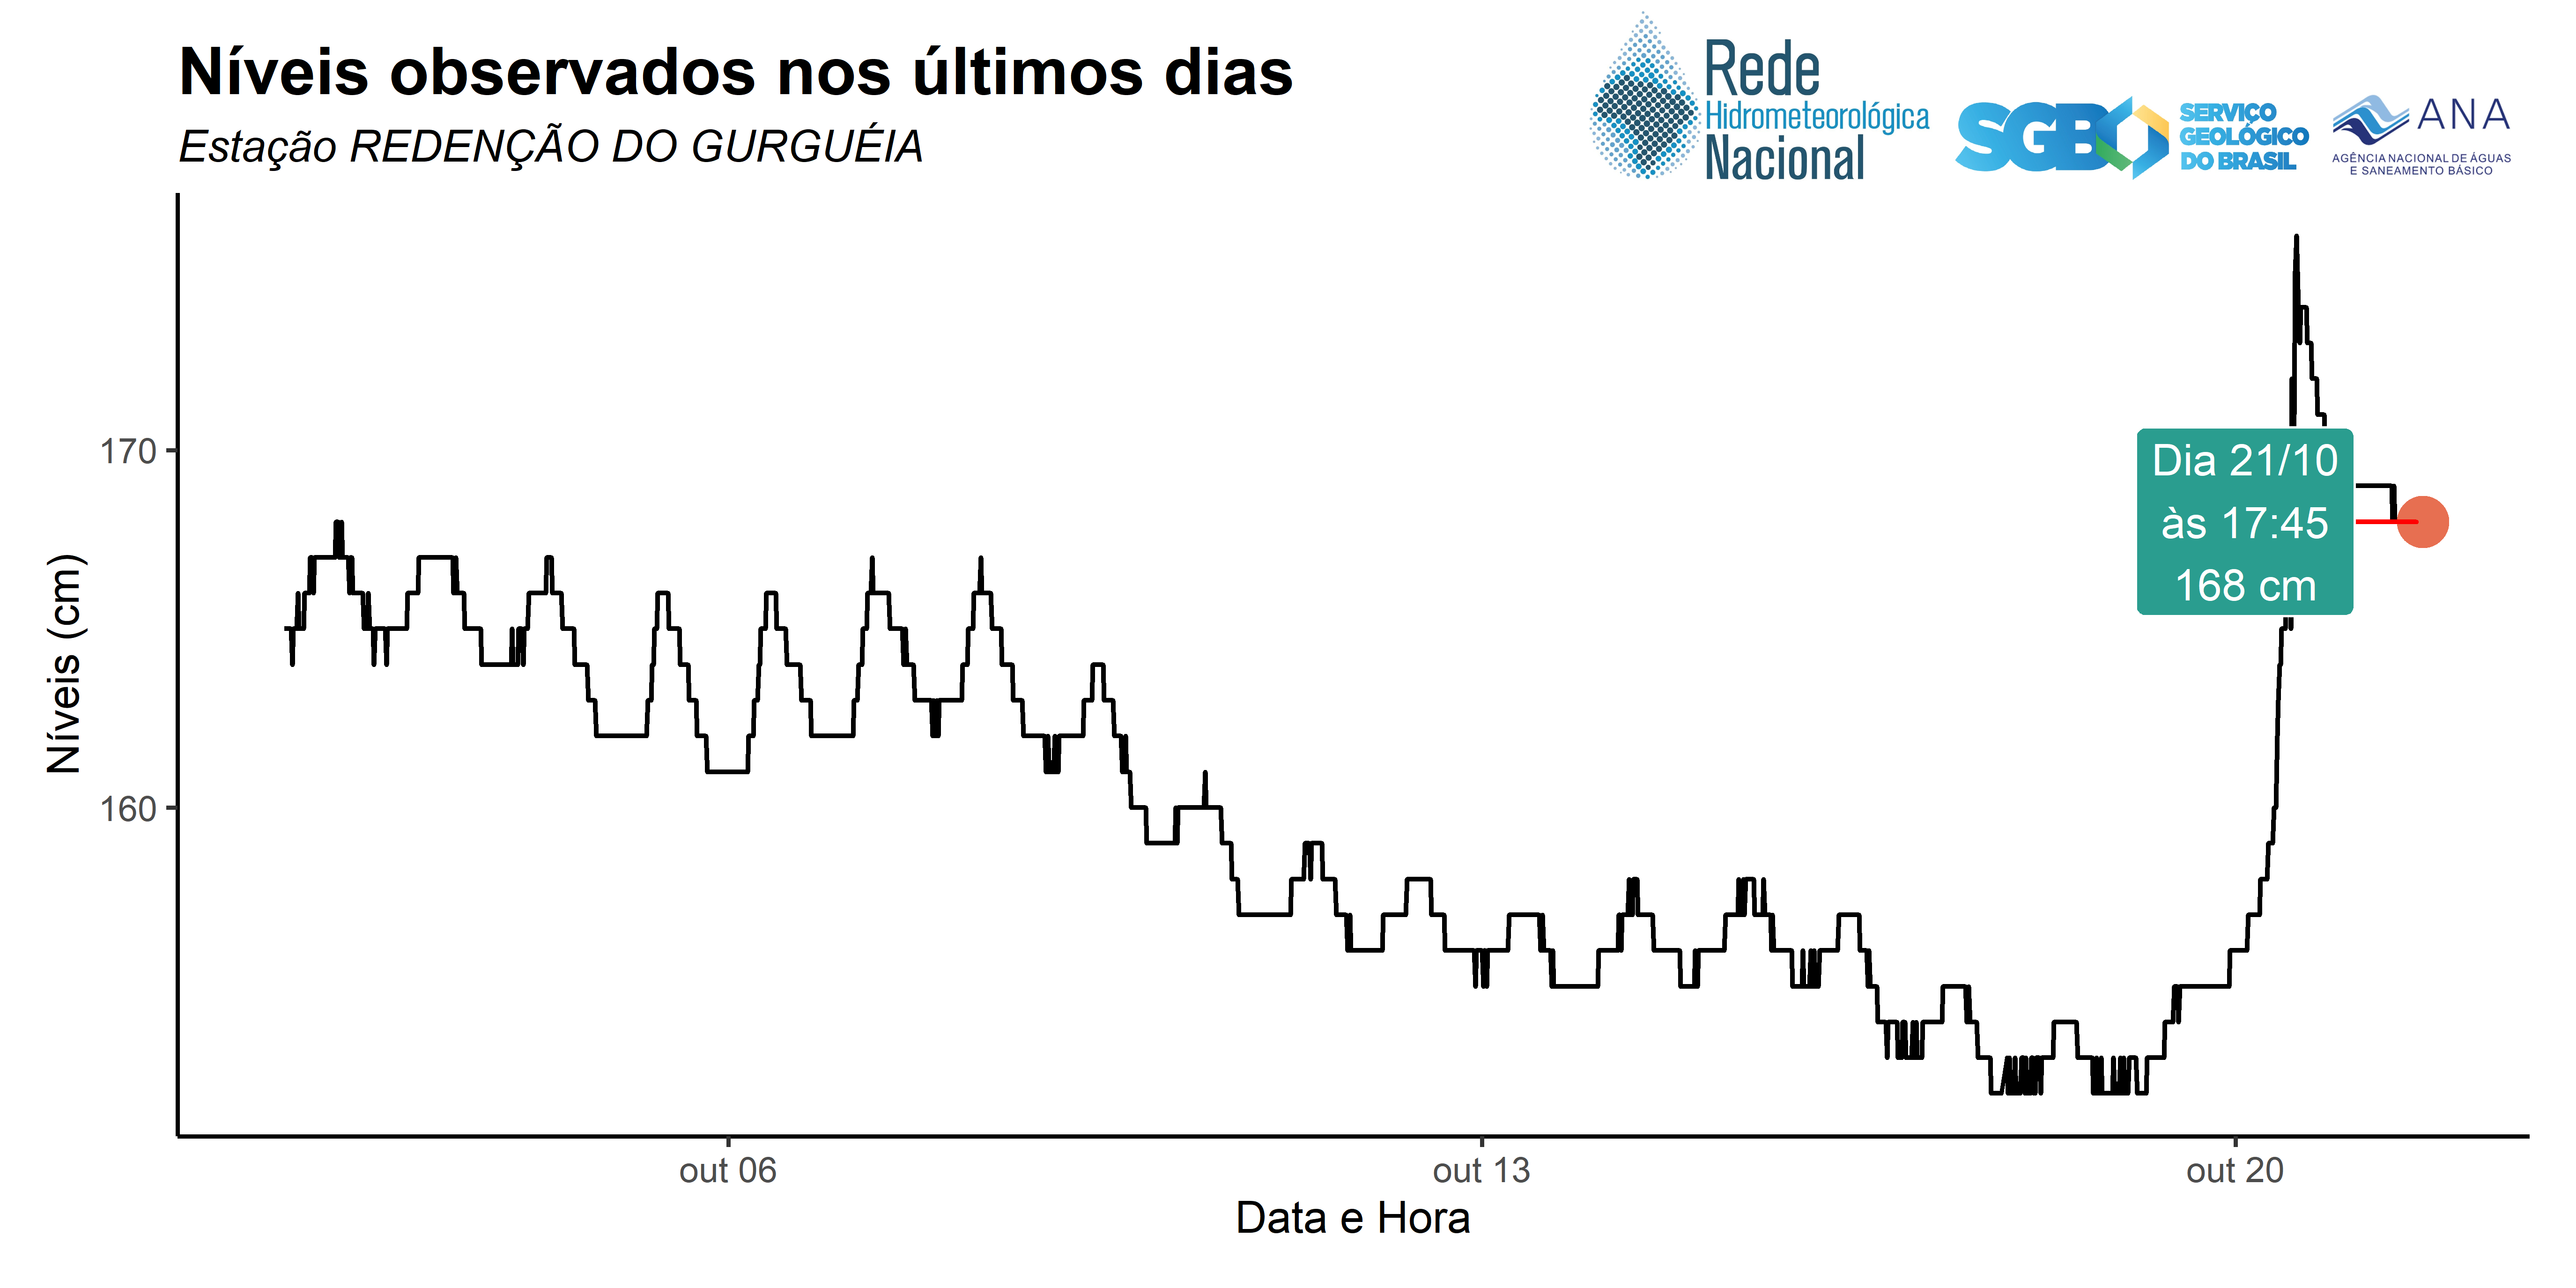 Níveis observados nos últimos dias
Estação REDENÇÃO DO GURGUÉIA
Rede
Hidrometeorológica
Nacional
SGB
SERVIÇO
GEOLÓGICO
DO BRASIL
ANA
AGÊNCIA NACIONAL DE ÁGUAS
E SANEAMENTO BÁSICO
Níveis (cm)
170
160
Dia 21/10
às 17:45
168 cm
out 06
out 13
out 20
Data e Hora